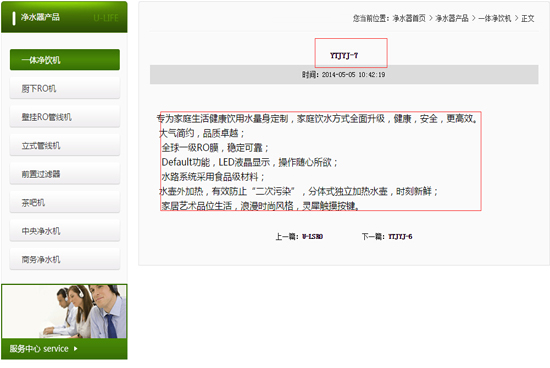 净水器产品
U-LIFE
一体净饮机
厨下RO机
壁挂RO管线机
立式管线机
前置过滤器
茶吧机
中央净水机
商务净水机
服务中心 service
您当前位置：净水器首页 > 净水器产品 > 一体净饮机 > 正文
YTJYJ-7
时间：2014-05-05 10:42:19
专为家庭生活健康饮用水量身定制，家庭饮水方式全面升级，健康，安全，更高效。
大气简约，品质卓越；
全球一级RO膜，稳定可靠；
Default功能，LED液晶显示，操作随心所欲；
水路系统采用食品级材料；
水壶外加热，有效防止“二次污染”，分体式独立加热水壶，时刻新鲜；
家居艺术品位生活，浪漫时尚风格，灵犀触摸按键。
上一篇：U-LSRO 下一篇：YTJYJ-6